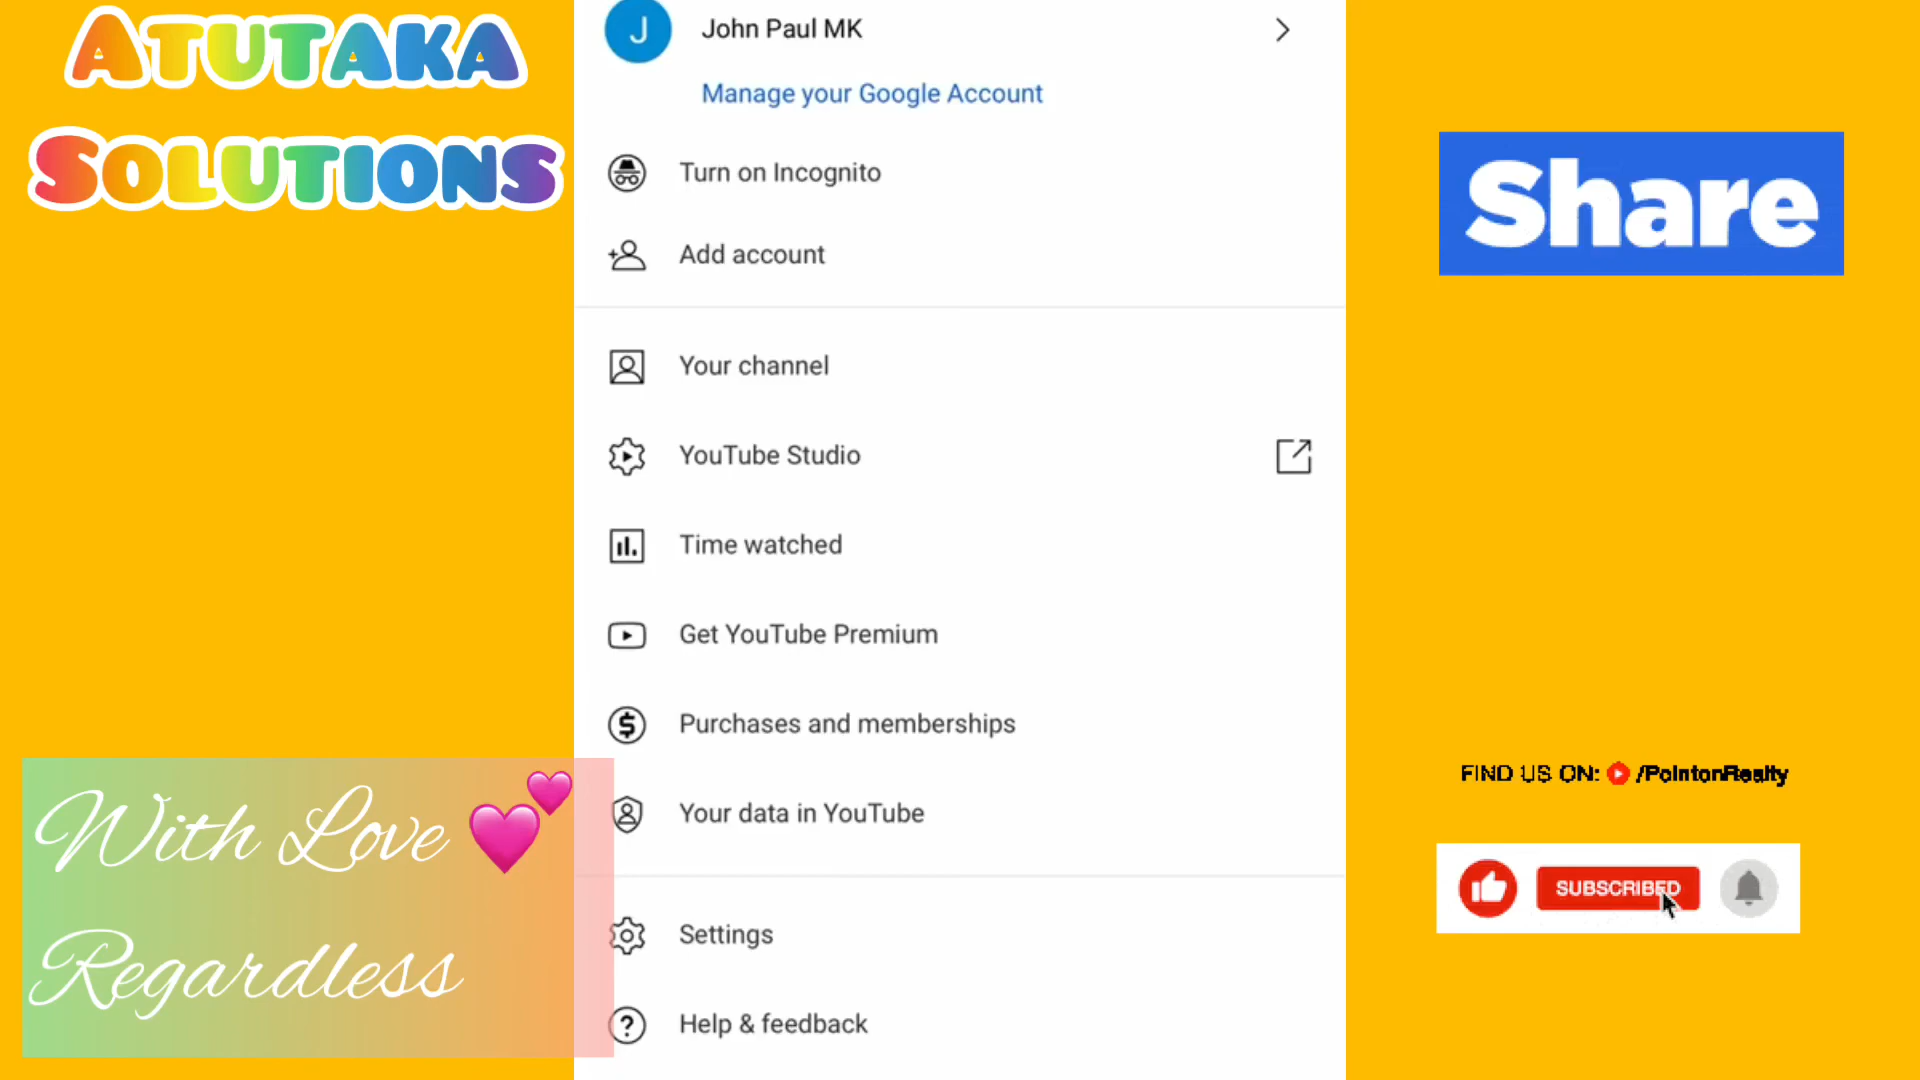 ATUTAKA
SOLUTIONS
J
John Paul MK
Manage your Google Account
Turn on Incognito
Add account
Your channel
YouTube Studio
Time watched
Get YouTube Premium
Purchases and memberships
Your data in YouTube
Settings
Help & feedback
With Love 💕
Regardless
Share
FIND US ON: /PointonRealty
SUBSCRIBED